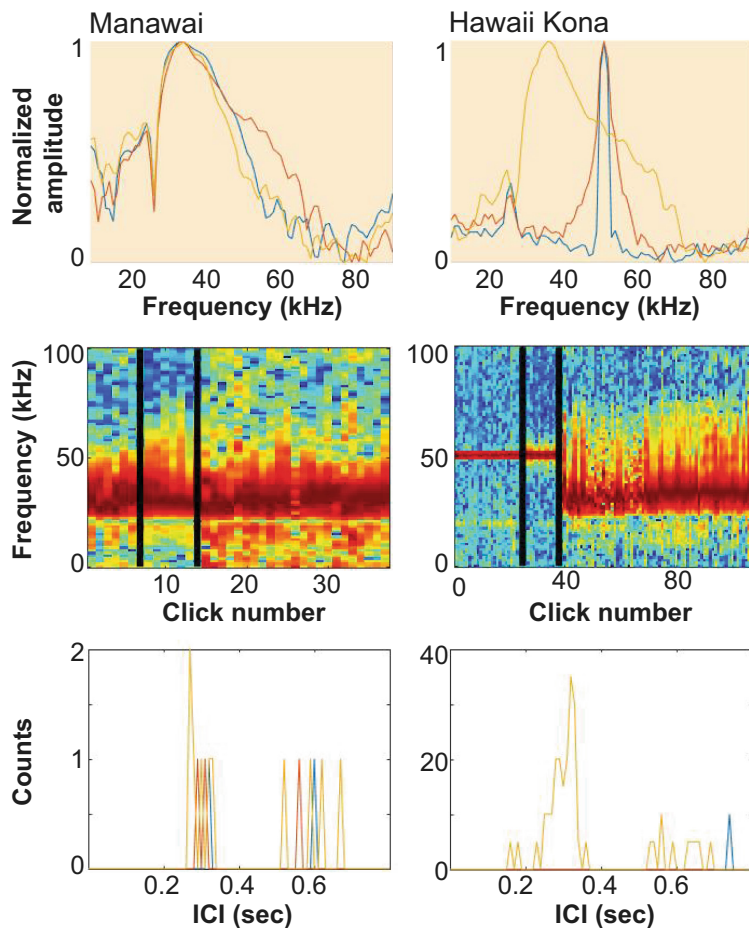 Manawai
Hawaii Kona
Normalized
amplitude
1
0
20 40 60 80
Frequency (kHz)
1
0
20 40 60 80
Frequency (kHz)
Frequency (kHz)
100
50
0
10 20 30
Click number
100
50
0
0 40 80
Click number
Counts
2
1
0
0.2 0.4 0.6
ICI (sec)
40
20
0
0.2 0.4 0.6
ICI (sec)